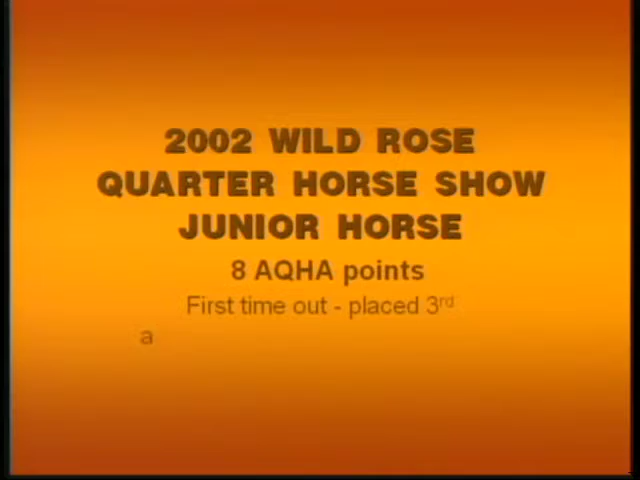 2002 WILD ROSE
QUARTER HORSE SHOW
JUNIOR HORSE
8 AQHA points
First time out - placed 3rd
a